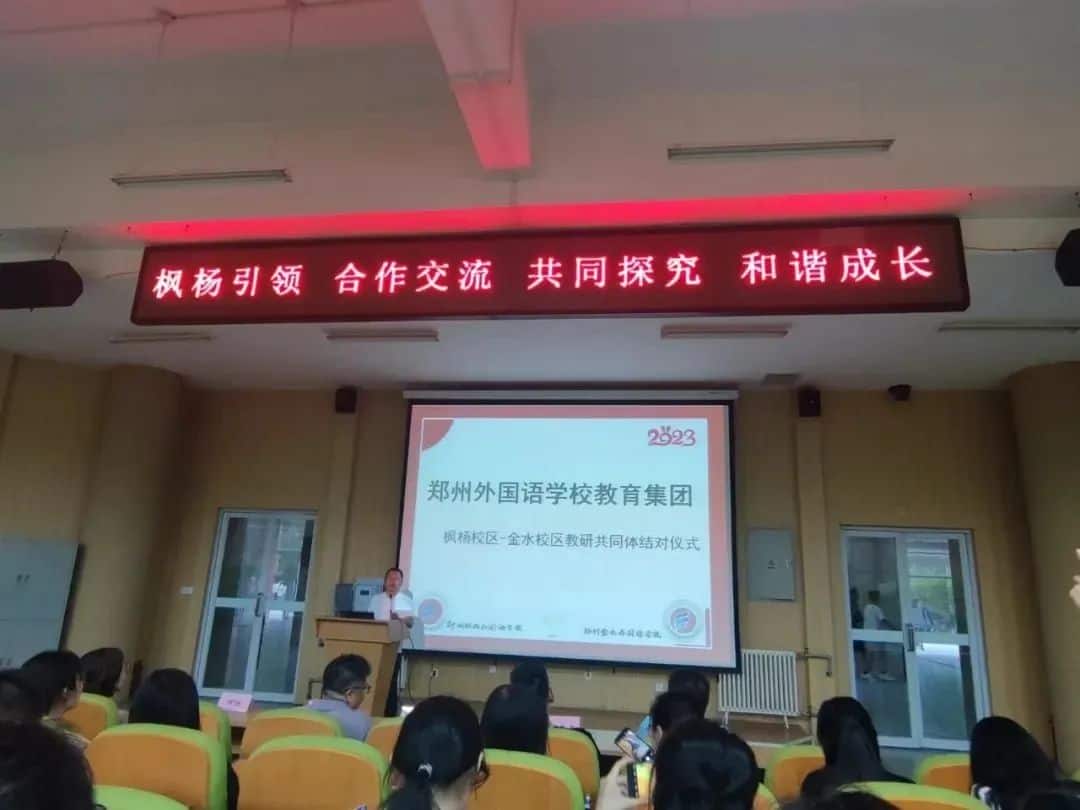 枫杨引领 合作交流 共同探究 和谐成长
2023
郑州外国语学校教育集团
枫杨校区-金水校区教研共同体结对仪式